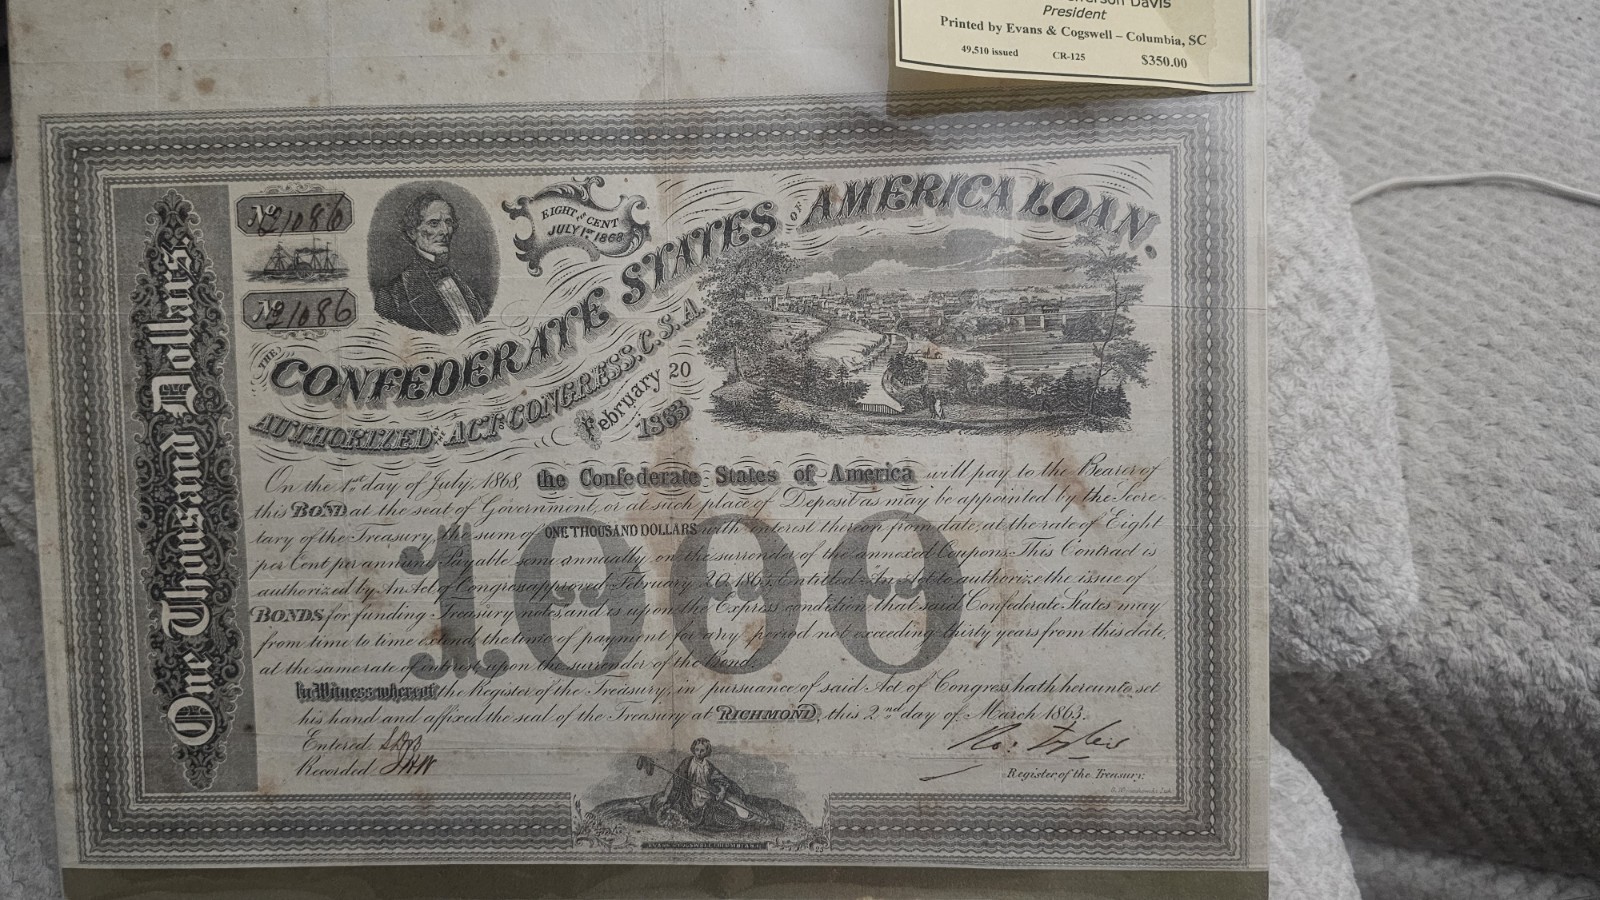 Jefferson Davis
President
Printed by Evans & Cogswell – Columbia, SC
49,510 issued CR-125 $350.00
One Thousand Dollars
No 21086
No 21086
EIGHT ⅌ CENT
JULY 1st 1868
THE CONFEDERATE STATES OF AMERICA LOAN.
AUTHORIZED BY THE ACT OF CONGRESS, C.S.A.
February 20
1863
On the 1st day of July, 1868, the Confederate States of America will pay to the Bearer of
this BOND at the seat of Government, or at such place of Deposit as may be appointed by the Secre-
tary of the Treasury, the sum of ONE THOUSAND DOLLARS with interest thereon from date, at the rate of Eight
per Cent per annum, Payable semi annually on the surrender of the annexed Coupons. This Contract is
authorized by An Act of Congress approved February 20, 1863, Entitled An Act to authorize the issue of
BONDS, for funding Treasury notes, and is upon the Express condition that said Confederate States may
from time to time extend, the time of payment for any period not exceeding thirty years from this date,
at the same rate of interest upon the surrender of the Bond.
1000
In Witness whereof, the Register of the Treasury, in pursuance of said Act of Congress, hath hereunto set
his hand and affixed the seal of the Treasury at RICHMOND, this 2nd day of March 1863.
Entered
Recorded
Ro: Tyler
Register of the Treasury.